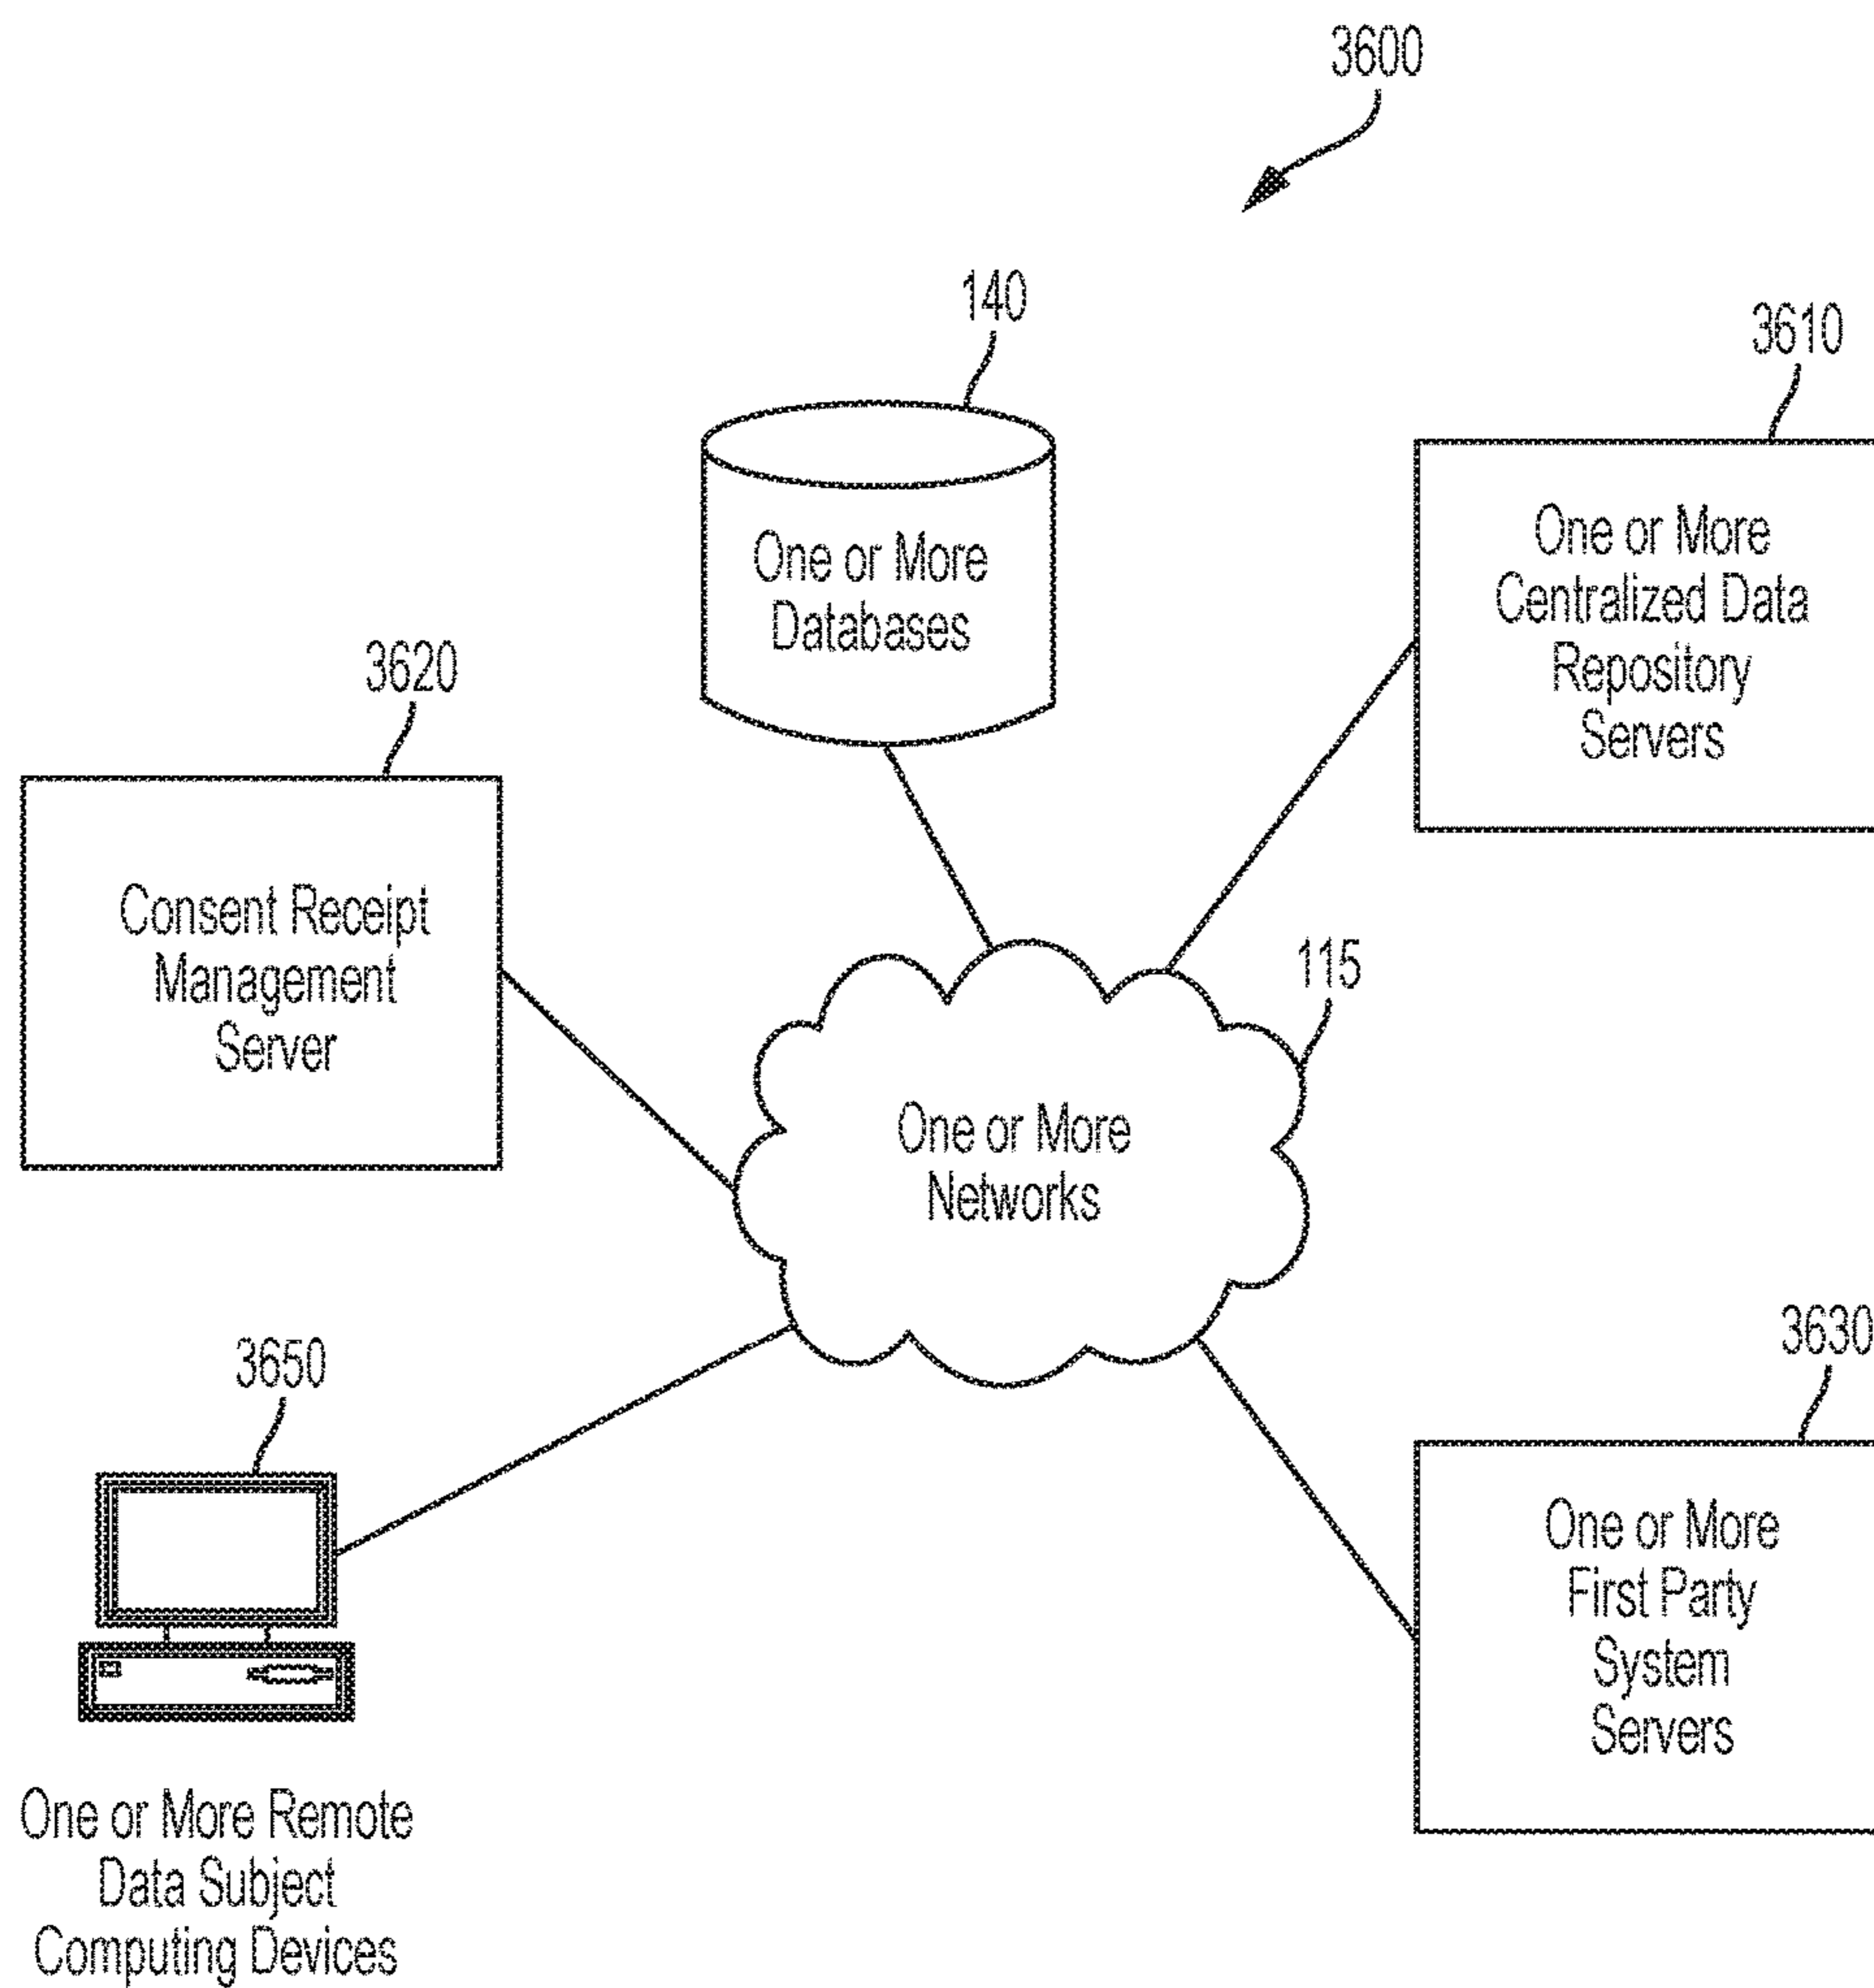 3600
140
One or More
Databases
3610
One or More
Centralized Data
Repository
Servers
3620
Consent Receipt
Management
Server
115
One or More
Networks
3650
One or More Remote
Data Subject
Computing Devices
3630
One or More
First Party
System
Servers